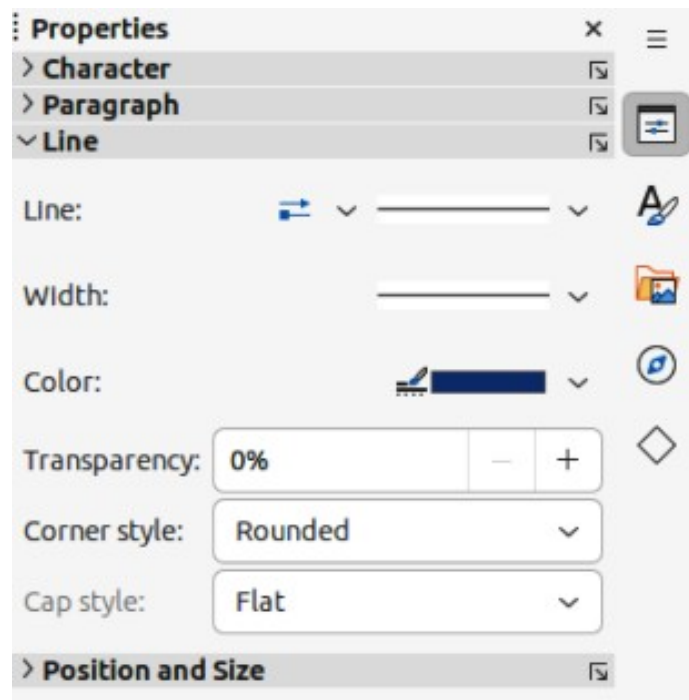 Properties
Character
Paragraph
Line
Line:
Width:
Color:
Transparency: 0%
Corner style: Rounded
Cap style: Flat
Position and Size